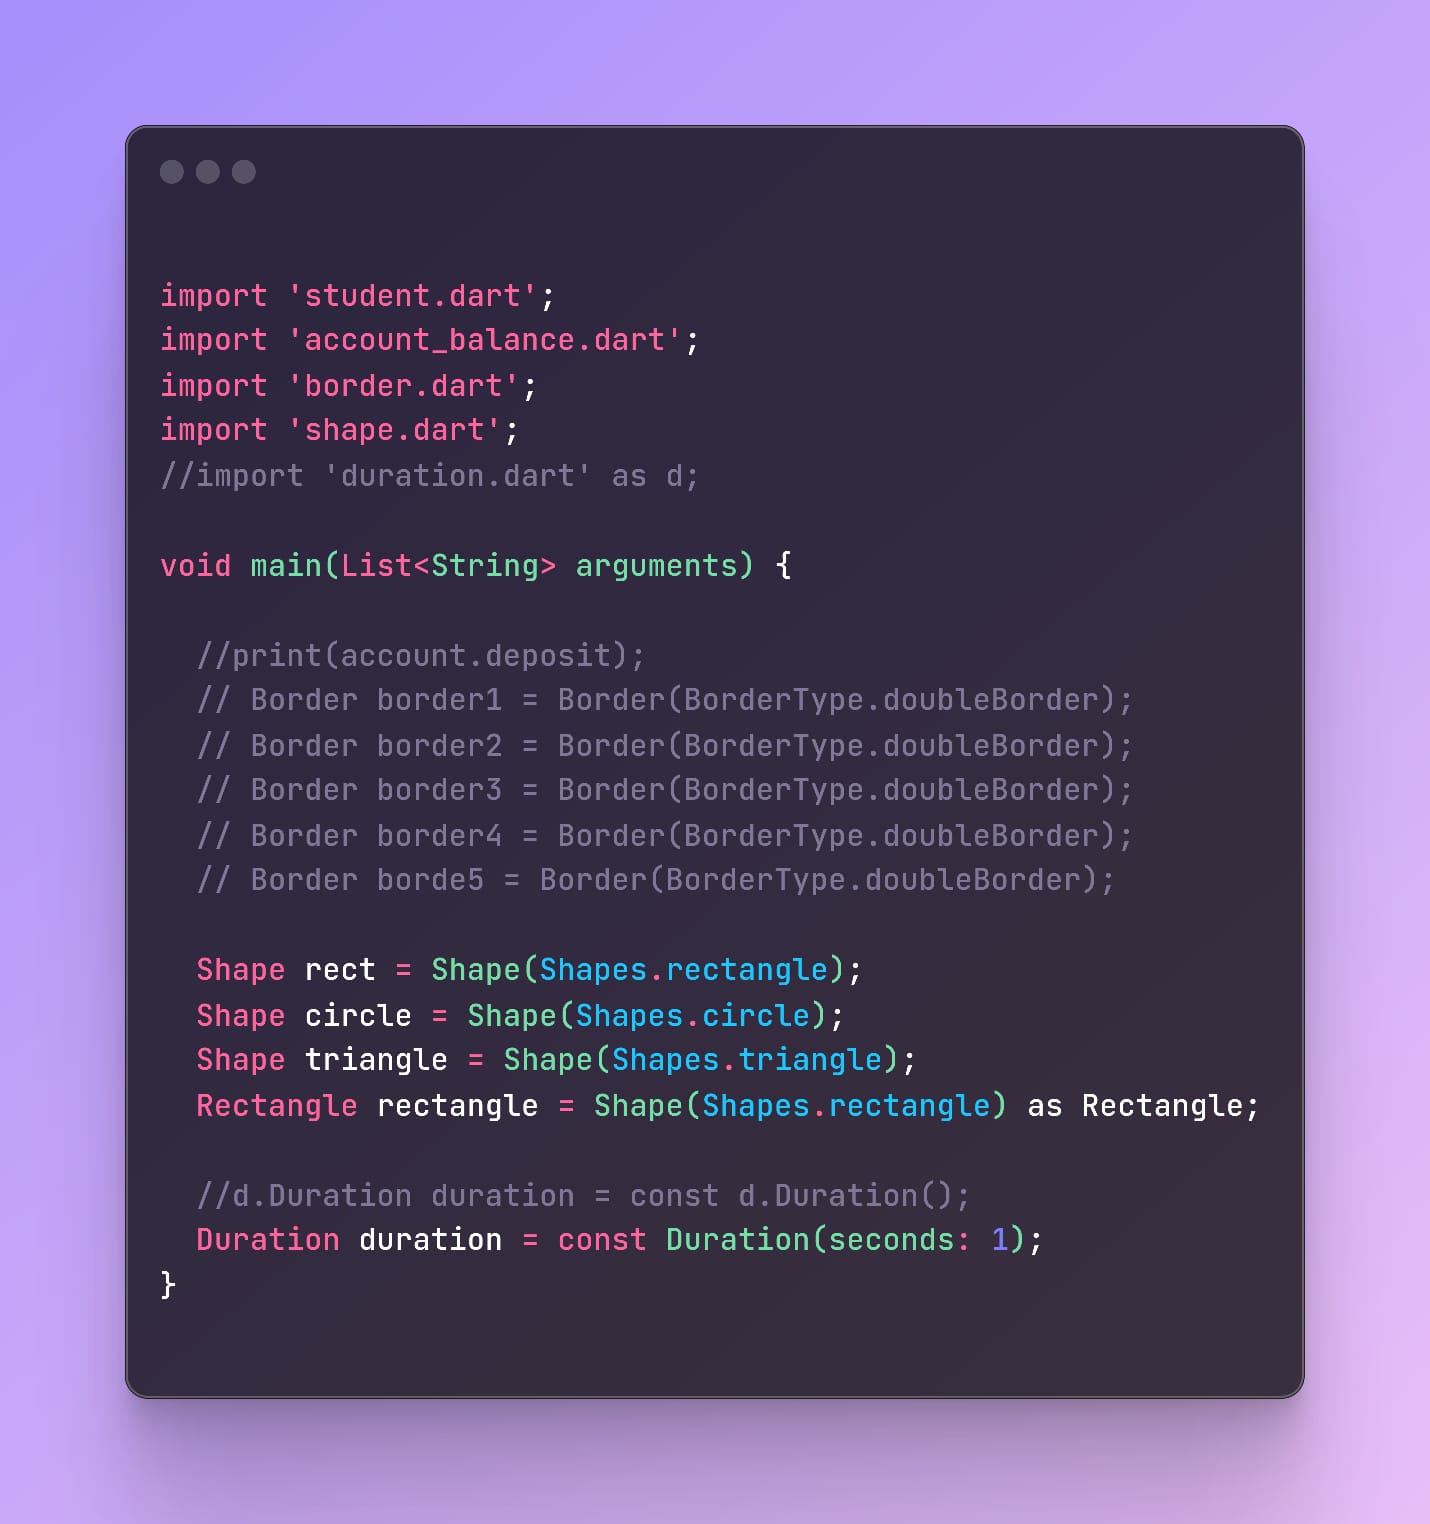 import 'student.dart';
import 'account_balance.dart';
import 'border.dart';
import 'shape.dart';
//import 'duration.dart' as d;

void main(List<String> arguments) {

  //print(account.deposit);
  // Border border1 = Border(BorderType.doubleBorder);
  // Border border2 = Border(BorderType.doubleBorder);
  // Border border3 = Border(BorderType.doubleBorder);
  // Border border4 = Border(BorderType.doubleBorder);
  // Border borde5 = Border(BorderType.doubleBorder);

  Shape rect = Shape(Shapes.rectangle);
  Shape circle = Shape(Shapes.circle);
  Shape triangle = Shape(Shapes.triangle);
  Rectangle rectangle = Shape(Shapes.rectangle) as Rectangle;

  //d.Duration duration = const d.Duration();
  Duration duration = const Duration(seconds: 1);
}